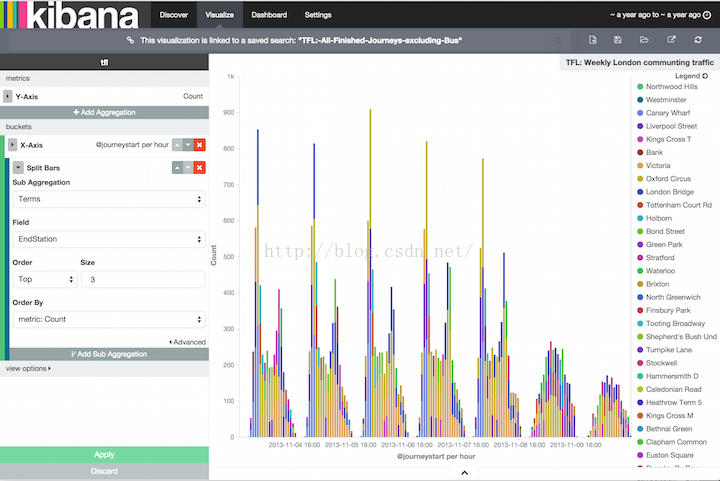 kibana
Discover
Visualize
Dashboard
Settings
~ a year ago to ~ a year ago
This visualization is linked to a saved search: "TFL:-All-Finished-Journeys-excluding-Bus"
tfl
TFL: Weekly London communting traffic
metrics
Y-Axis
Count
Add Aggregation
buckets
X-Axis
@journeystart per hour
Split Bars
Sub Aggregation
Terms
Field
EndStation
Order
Size
Top
3
Order By
metric: Count
Advanced
Add Sub Aggregation
view options
Apply
Discard
1k
900
800
700
600
500
400
300
200
100
0
Count
2013-11-04 16:00
2013-11-05 16:00
2013-11-06 16:00
2013-11-07 16:00
2013-11-08 16:00
2013-11-09 16:00
@journeystart per hour
http://blog.csdn.net/
Legend
Northwood Hills
Westminster
Canary Wharf
Liverpool Street
Kings Cross T
Bank
Victoria
Oxford Circus
London Bridge
Tottenham Court Rd
Holborn
Bond Street
Green Park
Stratford
Waterloo
Brixton
North Greenwich
Finsbury Park
Tooting Broadway
Shepherd's Bush Und
Turnpike Lane
Stockwell
Hammersmith D
Caledonian Road
Heathrow Term 5
Kings Cross M
Bethnal Green
Clapham Common
Euston Square